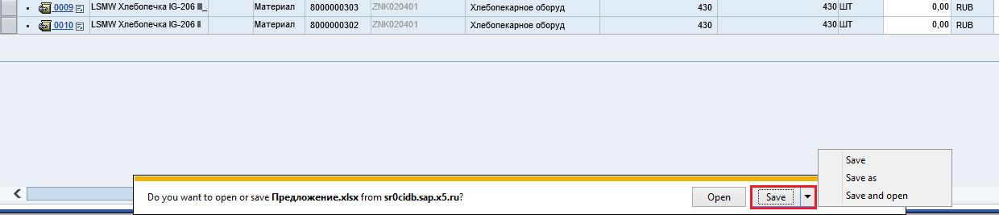 0009 LSMW Хлебопечка IG-206 II_ Материал 8000000303 ZNK020401 Хлебопекарное оборуд 430 430 ШТ 0,00 RUB
0010 LSMW Хлебопечка IG-206 II Материал 8000000302 ZNK020401 Хлебопекарное оборуд 430 430 ШТ 0,00 RUB
Save
Save as
Save and open
Do you want to open or save Предложение.xlsx from sr0cidb.sap.x5.ru? Open Save